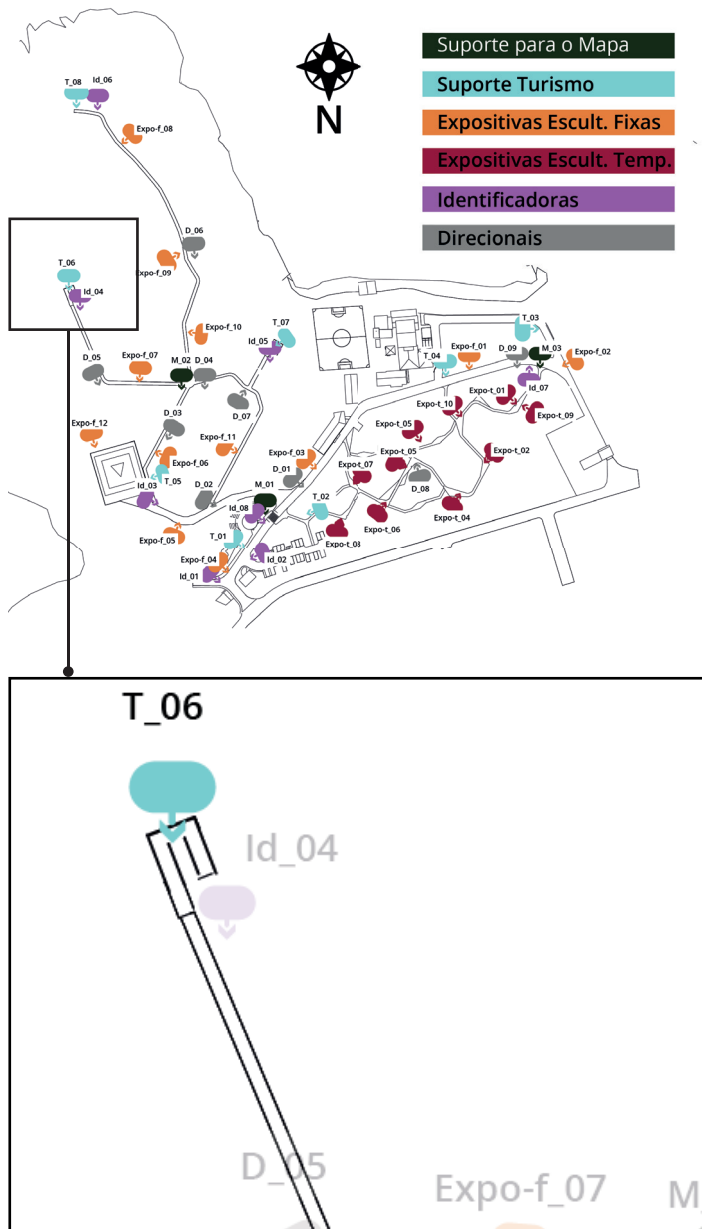 Suporte para o Mapa
Suporte Turismo
Expositivas Escult. Fixas
Expositivas Escult. Temp.
Identificadoras
Direcionais
N
T_08
Id_06
Expo-f_08
D_06
Expo-f_09
T_06
Id_04
Expo-f_10
T_07
Id_05
T_03
D_05
Expo-f_07
M_02
D_04
T_04
Expo-f_01
D_09
M_03
Expo-f_02
D_07
Expo-t_01
Id_07
Expo-t_10
Expo-t_09
D_03
Expo-f_12
Expo-t_05
Expo-f_11
Expo-f_03
Expo-t_05
Expo-t_02
Expo-f_06
D_01
Expo-t_07
T_05
Id_03
D_02
M_01
D_08
T_02
Id_08
Expo-t_04
Expo-f_05
T_01
Expo-t_06
Expo-t_08
Expo-f_04
Id_02
Id_01
T_06
Id_04
D_05
Expo-f_07
M_